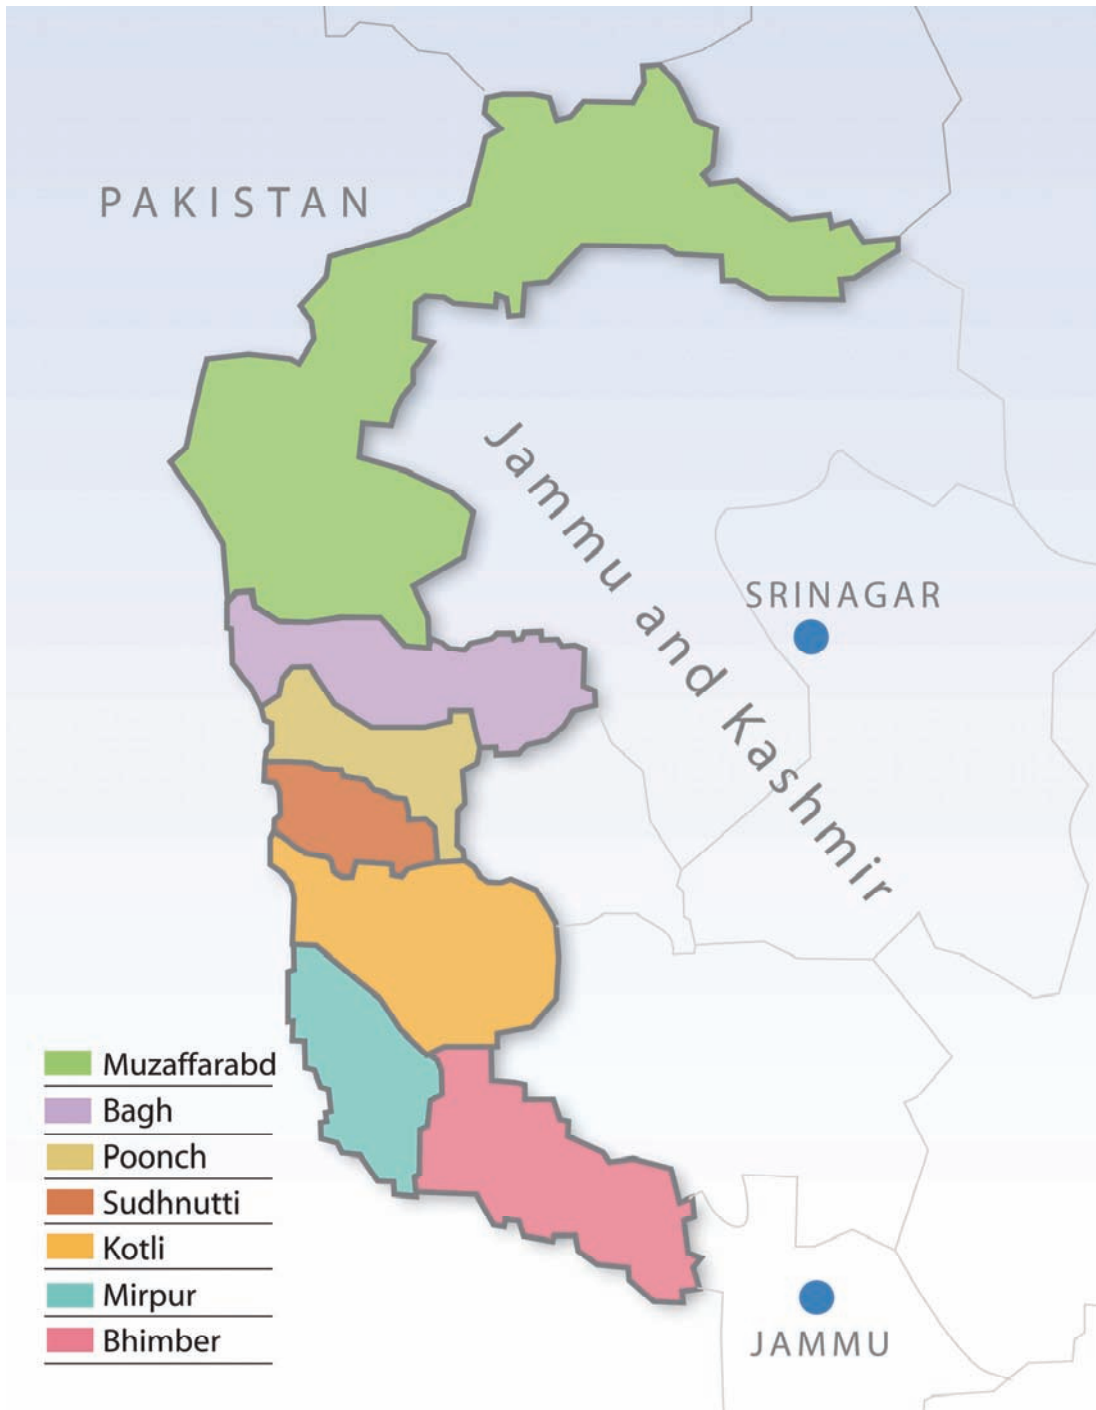 PAKISTAN
Jammu and Kashmir
SRINAGAR
Muzaffarabd
Bagh
Poonch
Sudhnutti
Kotli
Mirpur
Bhimber
JAMMU